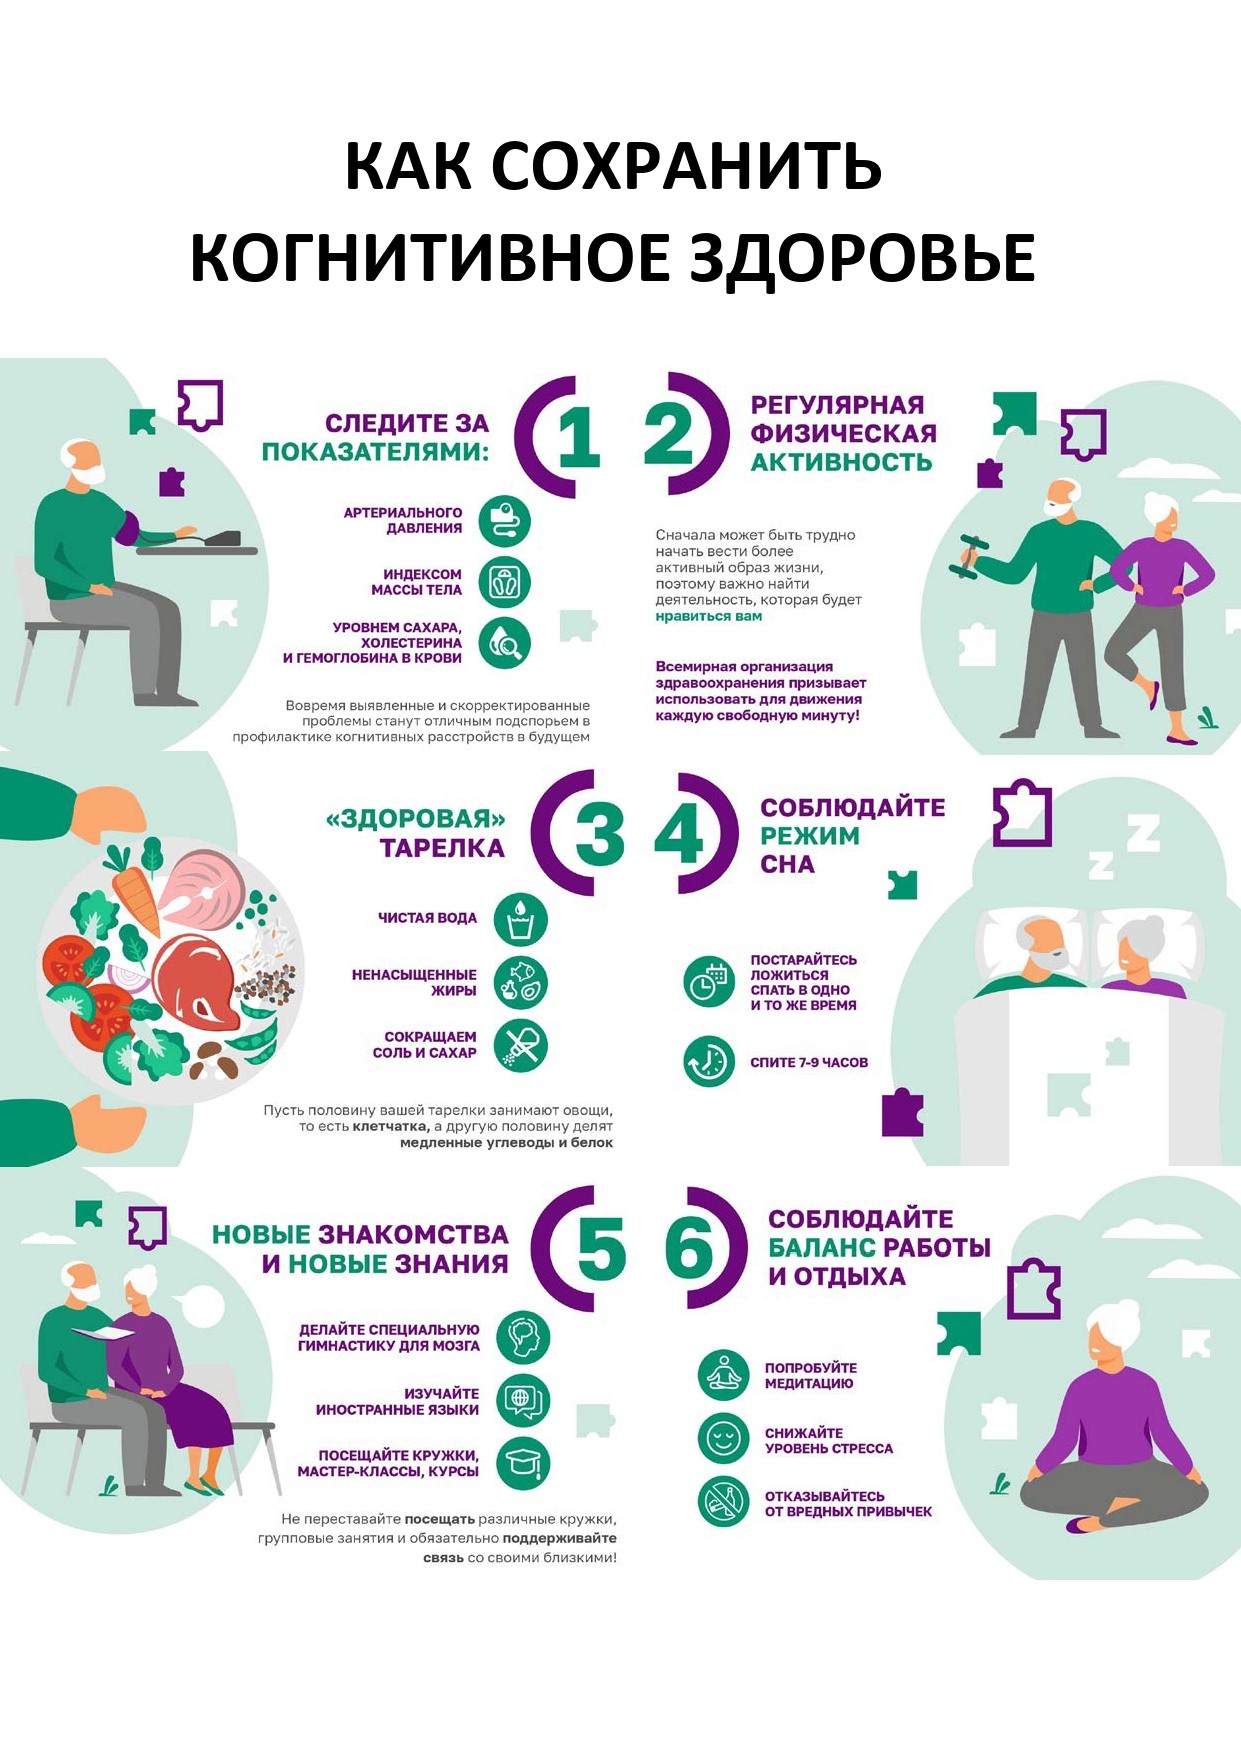 КАК СОХРАНИТЬ
КОГНИТИВНОЕ ЗДОРОВЬЕ
1
СЛЕДИТЕ ЗА
ПОКАЗАТЕЛЯМИ:
АРТЕРИАЛЬНОГО
ДАВЛЕНИЯ
ИНДЕКСОМ
МАССЫ ТЕЛА
УРОВНЕМ САХАРА,
ХОЛЕСТЕРИНА
И ГЕМОГЛОБИНА В КРОВИ
Вовремя выявленные и скорректированные
проблемы станут отличным подспорьем в
профилактике когнитивных расстройств в будущем
2
РЕГУЛЯРНАЯ
ФИЗИЧЕСКАЯ
АКТИВНОСТЬ
Сначала может быть трудно
начать вести более
активный образ жизни,
поэтому важно найти
деятельность, которая будет
нравиться вам
Всемирная организация
здравоохранения призывает
использовать для движения
каждую свободную минуту!
3
«ЗДОРОВАЯ»
ТАРЕЛКА
ЧИСТАЯ ВОДА
НЕНАСЫЩЕННЫЕ
ЖИРЫ
СОКРАЩАЕМ
СОЛЬ И САХАР
Пусть половину вашей тарелки занимают овощи,
то есть клетчатка, а другую половину делят
медленные углеводы и белок
4
СОБЛЮДАЙТЕ
РЕЖИМ
СНА
Z
Z
ПОСТАРАЙТЕСЬ
ЛОЖИТЬСЯ
СПАТЬ В ОДНО
И ТО ЖЕ ВРЕМЯ
СПИТЕ 7-9 ЧАСОВ
5
НОВЫЕ ЗНАКОМСТВА
И НОВЫЕ ЗНАНИЯ
ДЕЛАЙТЕ СПЕЦИАЛЬНУЮ
ГИМНАСТИКУ ДЛЯ МОЗГА
ИЗУЧАЙТЕ
ИНОСТРАННЫЕ ЯЗЫКИ
ПОСЕЩАЙТЕ КРУЖКИ,
МАСТЕР-КЛАССЫ, КУРСЫ
Не переставайте посещать различные кружки,
групповые занятия и обязательно поддерживайте
связь со своими близкими!
6
СОБЛЮДАЙТЕ
БАЛАНС РАБОТЫ
И ОТДЫХА
ПОПРОБУЙТЕ
МЕДИТАЦИЮ
СНИЖАЙТЕ
УРОВЕНЬ СТРЕССА
ОТКАЗЫВАЙТЕСЬ
ОТ ВРЕДНЫХ ПРИВЫЧЕК